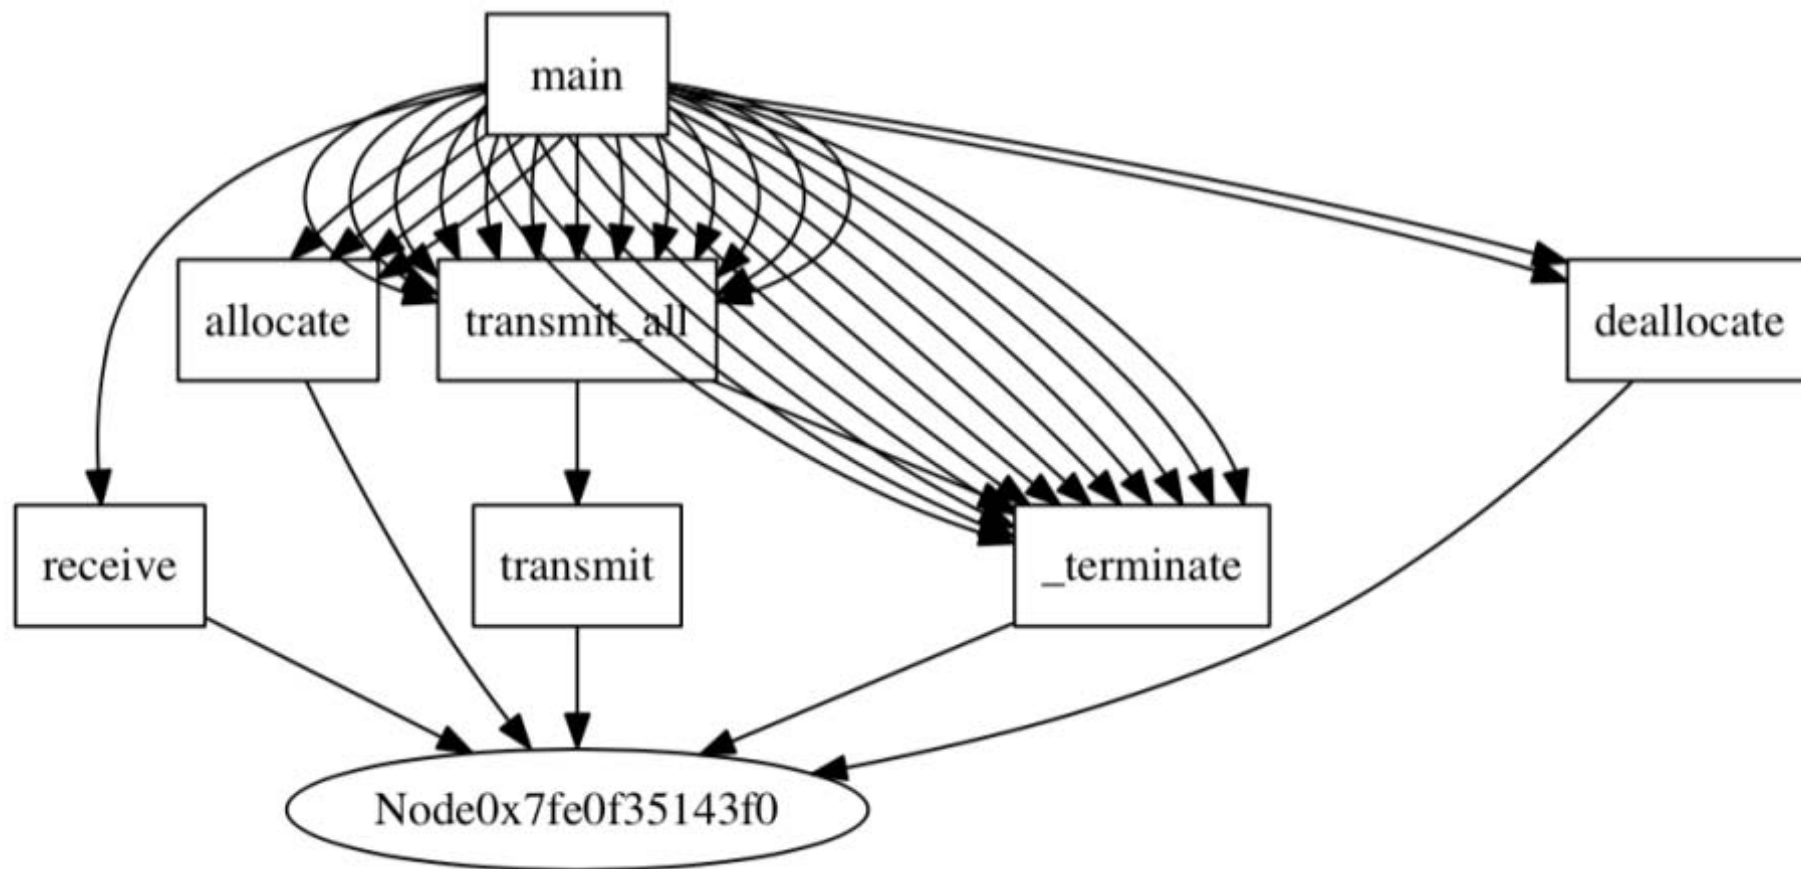 main
allocate
transmit_all
deallocate
receive
transmit
_terminate
Node0x7fe0f35143f0